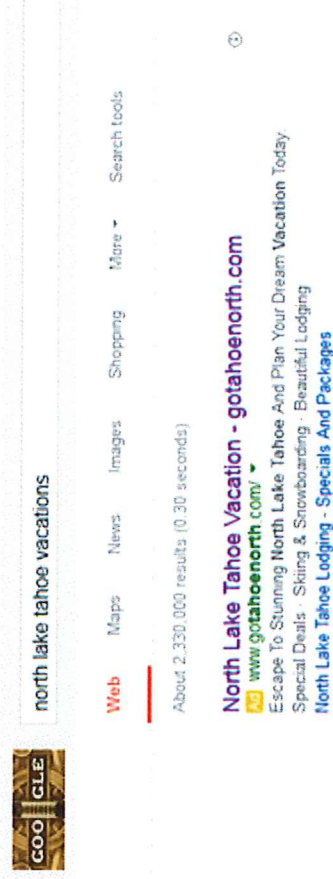 GOOGLE
north lake tahoe vacations
Web Maps News Images Shopping More Search tools
About 2,330,000 results (0.30 seconds)
North Lake Tahoe Vacation - gotahoenorth.com
Ad www.gotahoenorth.com/
Escape To Stunning North Lake Tahoe And Plan Your Dream Vacation Today.
Special Deals · Skiing & Snowboarding · Beautiful Lodging
North Lake Tahoe Lodging - Specials And Packages